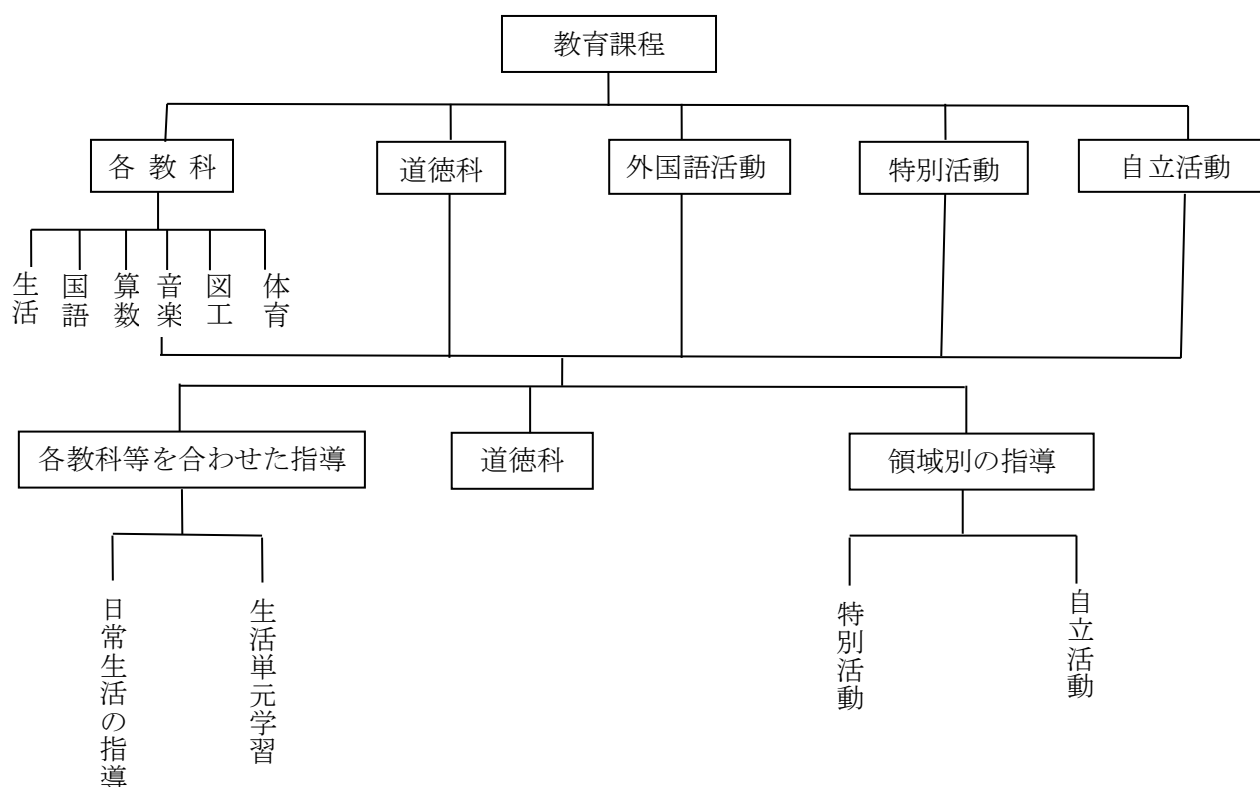 教育課程
各 教 科
道徳科
外国語活動
特別活動
自立活動
生活
国語
算数
音楽
図工
体育
各教科等を合わせた指導
道徳科
領域別の指導
日常生活の指導
生活単元学習
特別活動
自立活動